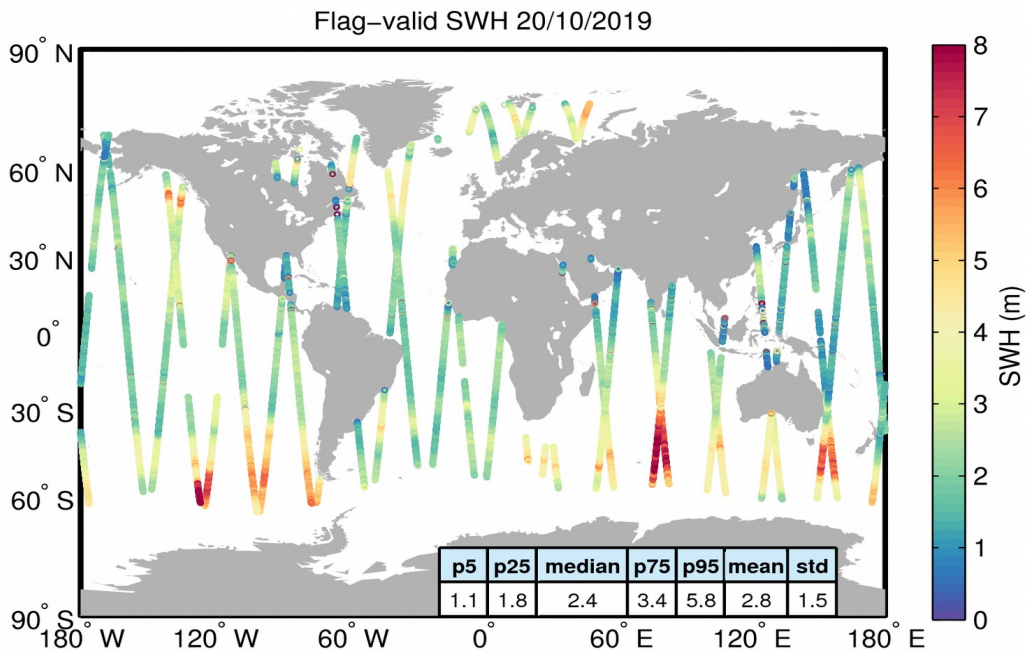 Flag−valid SWH 20/10/2019
90° N
60° N
30° N
0°
30° S
60° S
90° S
180° W
120° W
60° W
0°
60° E
120° E
180° E
p5 p25 median p75 p95 mean std
1.1 1.8 2.4 3.4 5.8 2.8 1.5
8
7
6
5
4
3
2
1
0
SWH (m)